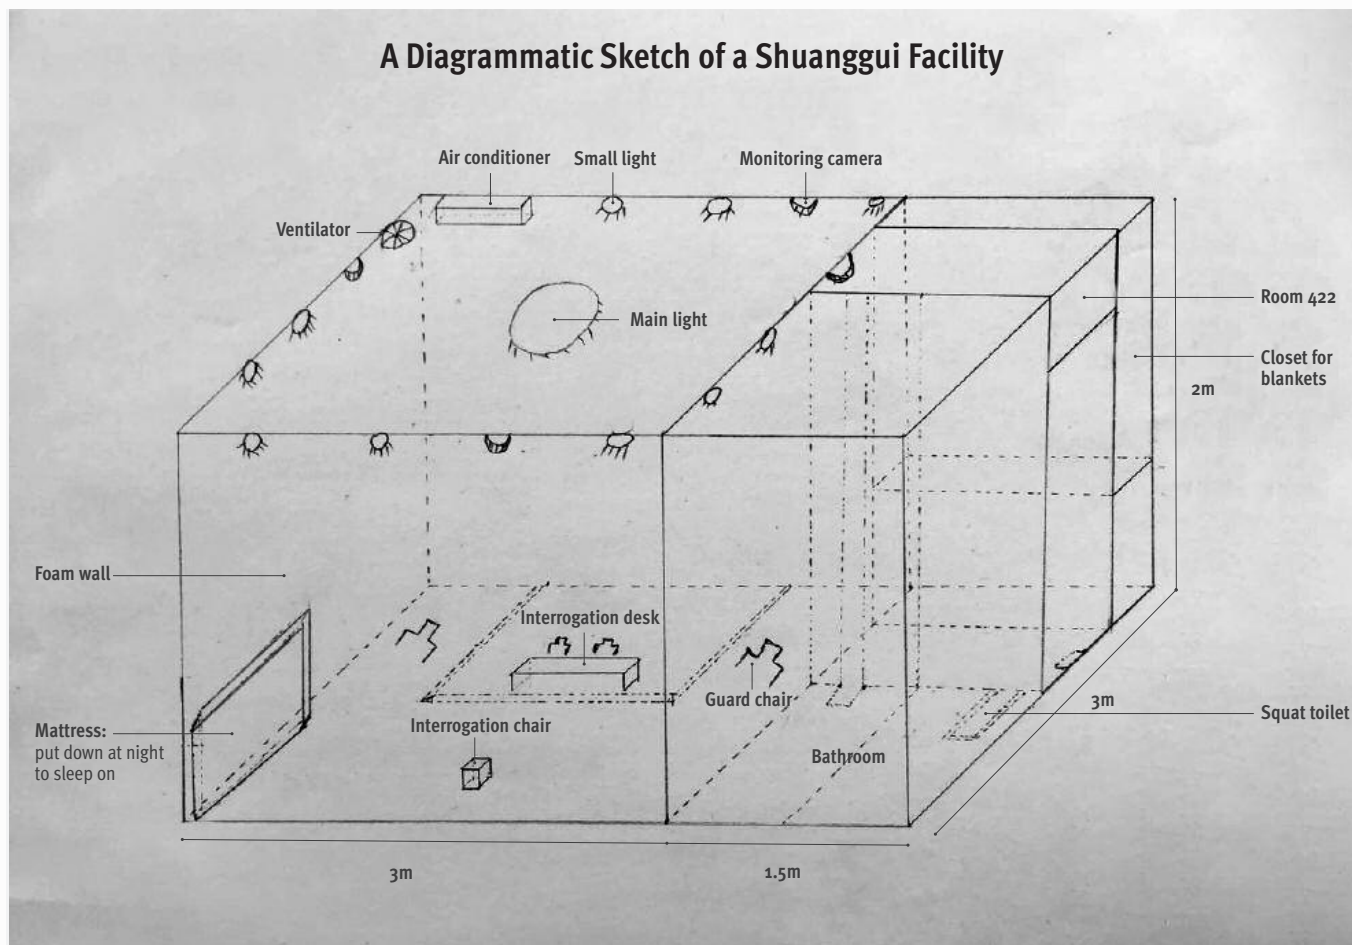 A Diagrammatic Sketch of a Shuanggui Facility
Air conditioner
Small light
Monitoring camera
Ventilator
Main light
Room 422
Closet for
blankets
2m
Foam wall
Interrogation desk
Guard chair
3m
Squat toilet
Mattress:
put down at night
to sleep on
Interrogation chair
Bathroom
3m
1.5m